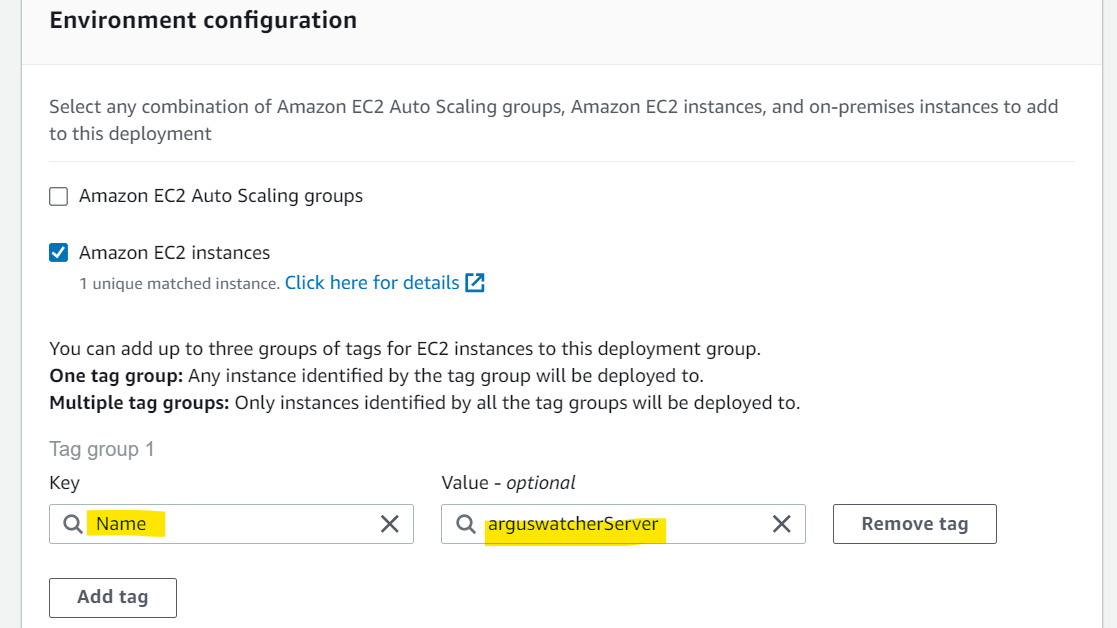 Environment configuration
Select any combination of Amazon EC2 Auto Scaling groups, Amazon EC2 instances, and on-premises instances to add
to this deployment
Amazon EC2 Auto Scaling groups
Amazon EC2 instances
1 unique matched instance. Click here for details
You can add up to three groups of tags for EC2 instances to this deployment group.
One tag group: Any instance identified by the tag group will be deployed to.
Multiple tag groups: Only instances identified by all the tag groups will be deployed to.
Tag group 1
Key
Value - optional
Name
arguswatcherServer
Remove tag
Add tag